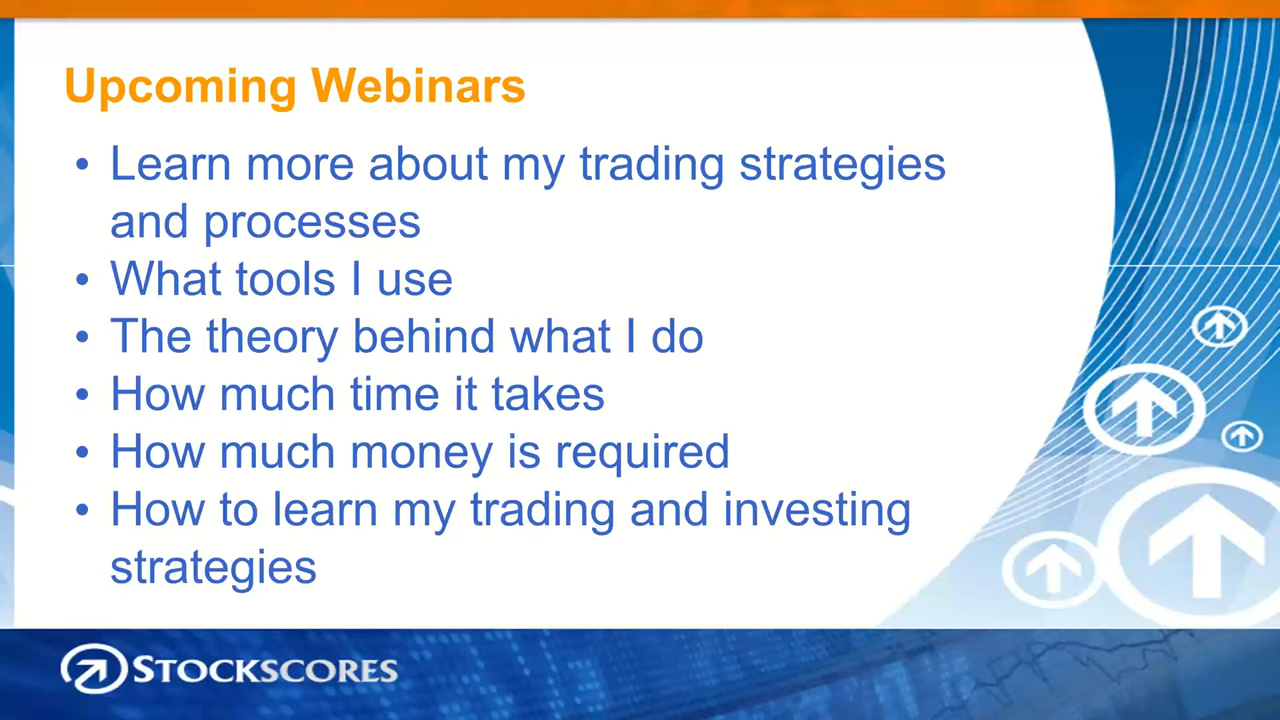 Upcoming Webinars
• Learn more about my trading strategies
and processes
• What tools I use
• The theory behind what I do
• How much time it takes
• How much money is required
• How to learn my trading and investing
strategies
STOCKSCORES